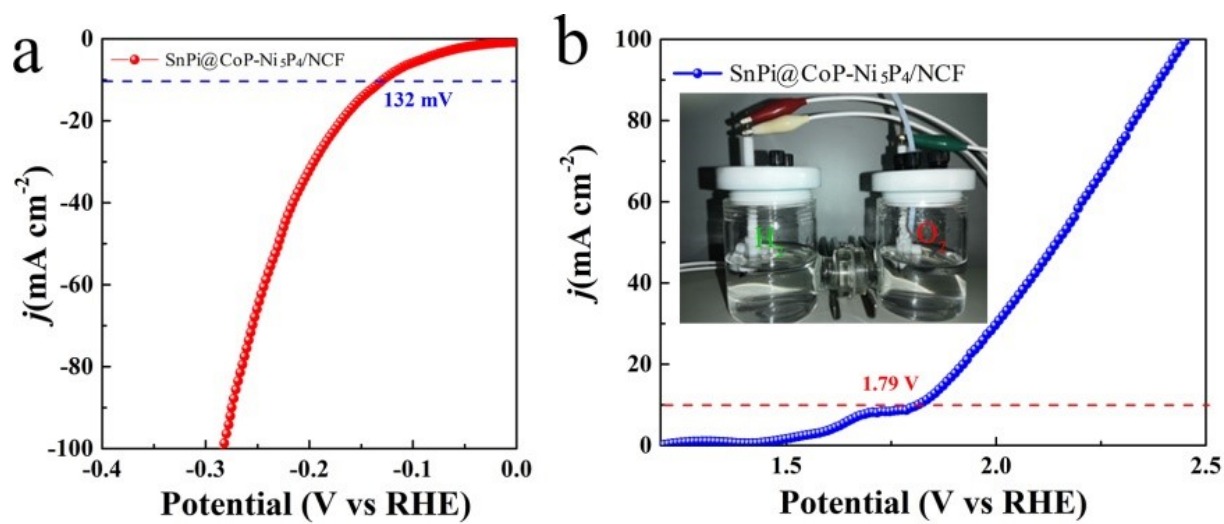 a
SnPi@CoP-Ni₅P₄/NCF
132 mV
0
-20
-40
-60
-80
-100
j(mA cm⁻²)
-0.4
-0.3
-0.2
-0.1
0.0
Potential (V vs RHE)
b
SnPi@CoP-Ni₅P₄/NCF
H₂
O₂
1.79 V
100
80
60
40
20
0
j(mA cm⁻²)
1.5
2.0
2.5
Potential (V vs RHE)